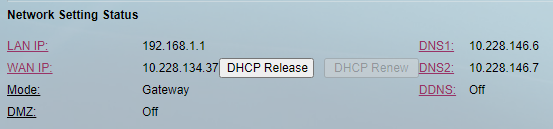 Network Setting Status
LAN IP: 192.168.1.1 DNS1: 10.228.146.6
WAN IP: 10.228.134.37 DHCP Release DHCP Renew DNS2: 10.228.146.7
Mode: Gateway DDNS: Off
DMZ: Off